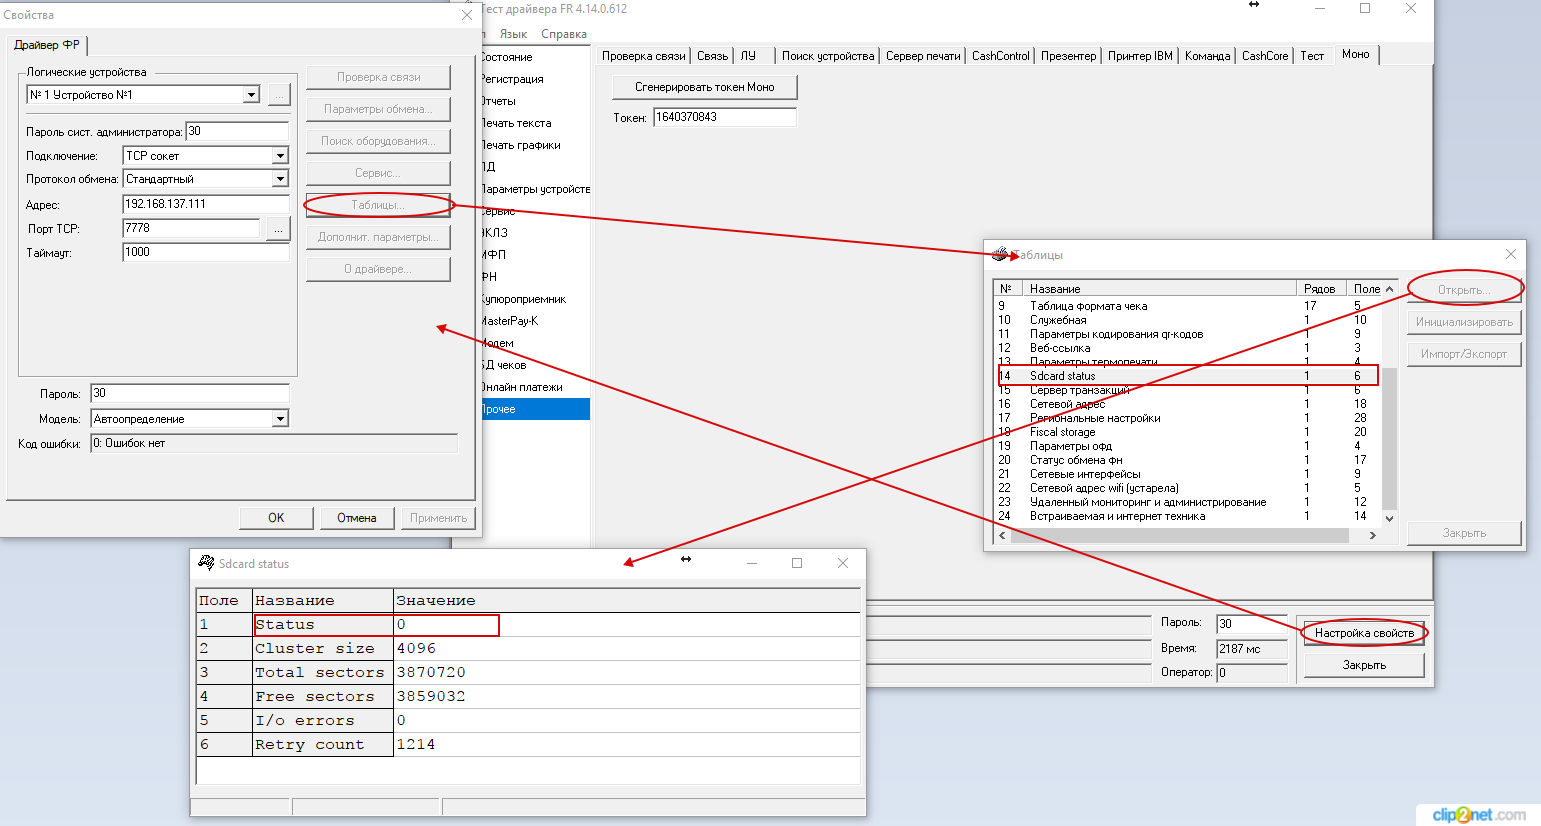 Свойства
Драйвер ФР
Логические устройства
№ 1 Устройство №1
...
Пароль сист. администратора: 30
Подключение: TCP сокет
Протокол обмена: Стандартный
Адрес: 192.168.137.111
Порт TCP: 7778
...
Таймаут: 1000
Проверка связи
Параметры обмена...
Поиск оборудования...
Сервис...
Таблицы...
Дополнит. параметры...
О драйвере...
Пароль: 30
Модель: Автоопределение
Код ошибки: 0: Ошибок нет
OK
Отмена
Применить
Тест драйвера FR 4.14.0.612
Язык Справка
Состояние
Регистрация
Отчеты
Печать текста
Печать графики
ПД
Параметры устройств
Сервис
ЭКЛЗ
МФП
ФН
Купюроприемник
MasterPay-K
Модем
БД чеков
Онлайн платежи
Прочее
Проверка связи Связь ЛУ Поиск устройства Сервер печати CashControl Презентер Принтер IBM Команда CashCore Тест Моно
Сгенерировать токен Моно
Токен: 1640370843
Таблицы
№ Название Рядов Поле
9 Таблица формата чека 17 5
10 Служебная 1 10
11 Параметры кодирования qr-кодов 1 9
12 Веб-ссылка 1 3
13 Параметры термопечати 1 4
14 Sdcard status 1 6
15 Сервер транзакций 1 6
16 Сетевой адрес 1 18
17 Региональные настройки 1 28
18 Fiscal storage 1 20
19 Параметры офд 1 4
20 Статус обмена фн 1 17
21 Сетевые интерфейсы 1 9
22 Сетевой адрес wifi (устарела) 1 5
23 Удаленный мониторинг и администрирование 1 12
24 Встраиваемая и интернет техника 1 14
Открыть...
Инициализировать
Импорт/Экспорт
Закрыть
Sdcard status
Поле Название Значение
1 Status 0
2 Cluster size 4096
3 Total sectors 3870720
4 Free sectors 3859032
5 I/o errors 0
6 Retry count 1214
Пароль: 30
Время: 2187 мс
Оператор: 0
Настройка свойств
Закрыть
clip2net.com